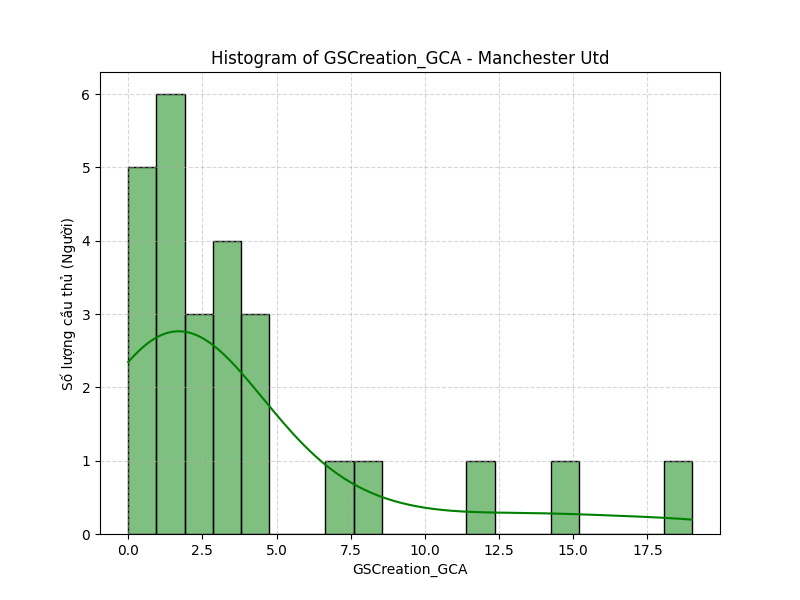 Histogram of GSCreation_GCA - Manchester Utd
6
5
4
3
2
1
0
Số lượng cầu thủ (Người)
0.0 2.5 5.0 7.5 10.0 12.5 15.0 17.5
GSCreation_GCA